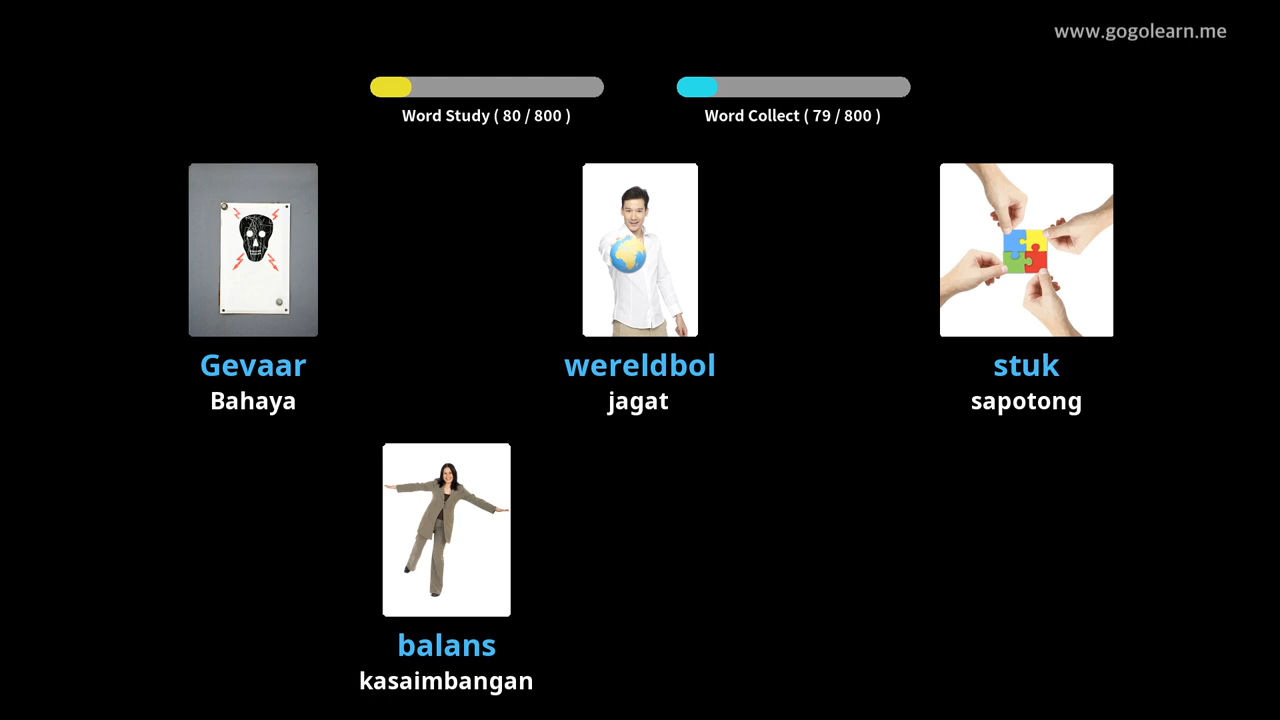 www.gogolearn.me
Word Study ( 80 / 800 )
Word Collect ( 79 / 800 )
Gevaar
Bahaya
wereldbol
jagat
stuk
sapotong
balans
kasaimbangan